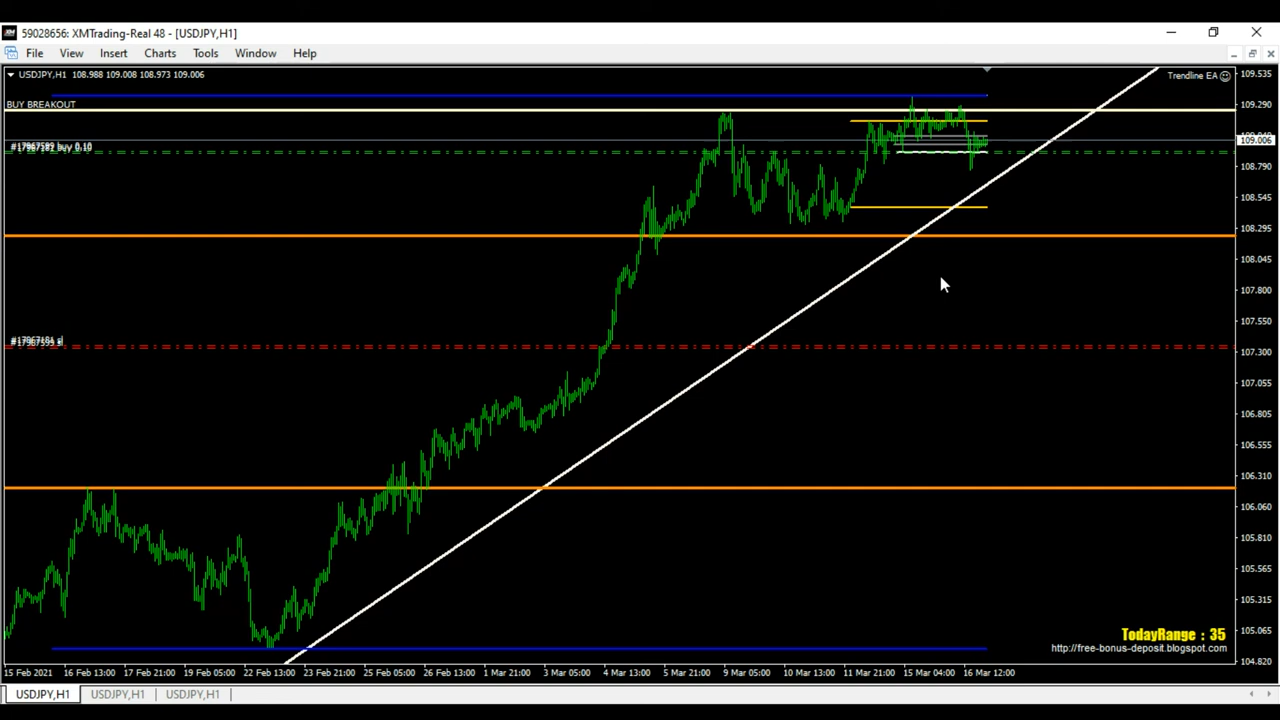 59028656: XMTrading-Real 48 - [USDJPY,H1]
File View Insert Charts Tools Window Help
USDJPY,H1 108.988 109.008 108.973 109.006
Trendline EA
BUY BREAKOUT
buy 0.10
sl
109.535
109.290
109.006
108.790
108.545
108.295
108.045
107.800
107.550
107.300
107.055
106.805
106.555
106.310
106.060
105.810
105.565
105.315
105.065
104.820
TodayRange : 35
http://free-bonus-deposit.blogspot.com
15 Feb 2021 16 Feb 13:00 17 Feb 21:00 19 Feb 05:00 22 Feb 13:00 23 Feb 21:00 25 Feb 05:00 26 Feb 13:00 1 Mar 21:00 3 Mar 05:00 4 Mar 13:00 5 Mar 21:00 9 Mar 05:00 10 Mar 13:00 11 Mar 21:00 15 Mar 04:00 16 Mar 12:00
USDJPY,H1 USDJPY,H1 USDJPY,H1